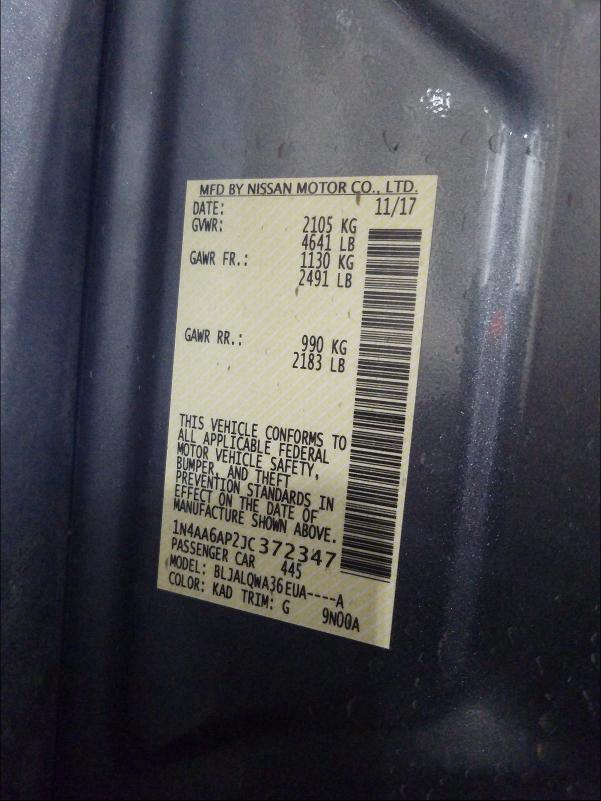 MFD BY NISSAN MOTOR CO., LTD.
DATE: 11/17
GVWR: 2105 KG
4641 LB
GAWR FR.: 1130 KG
2491 LB
GAWR RR.: 990 KG
2183 LB
THIS VEHICLE CONFORMS TO
ALL APPLICABLE FEDERAL
MOTOR VEHICLE SAFETY,
BUMPER, AND THEFT
PREVENTION STANDARDS IN
EFFECT ON THE DATE OF
MANUFACTURE SHOWN ABOVE.
1N4AA6AP2JC372347
PASSENGER CAR 445
MODEL: BLJALQWA36EUA----A
COLOR: KAD TRIM: G 9N00A